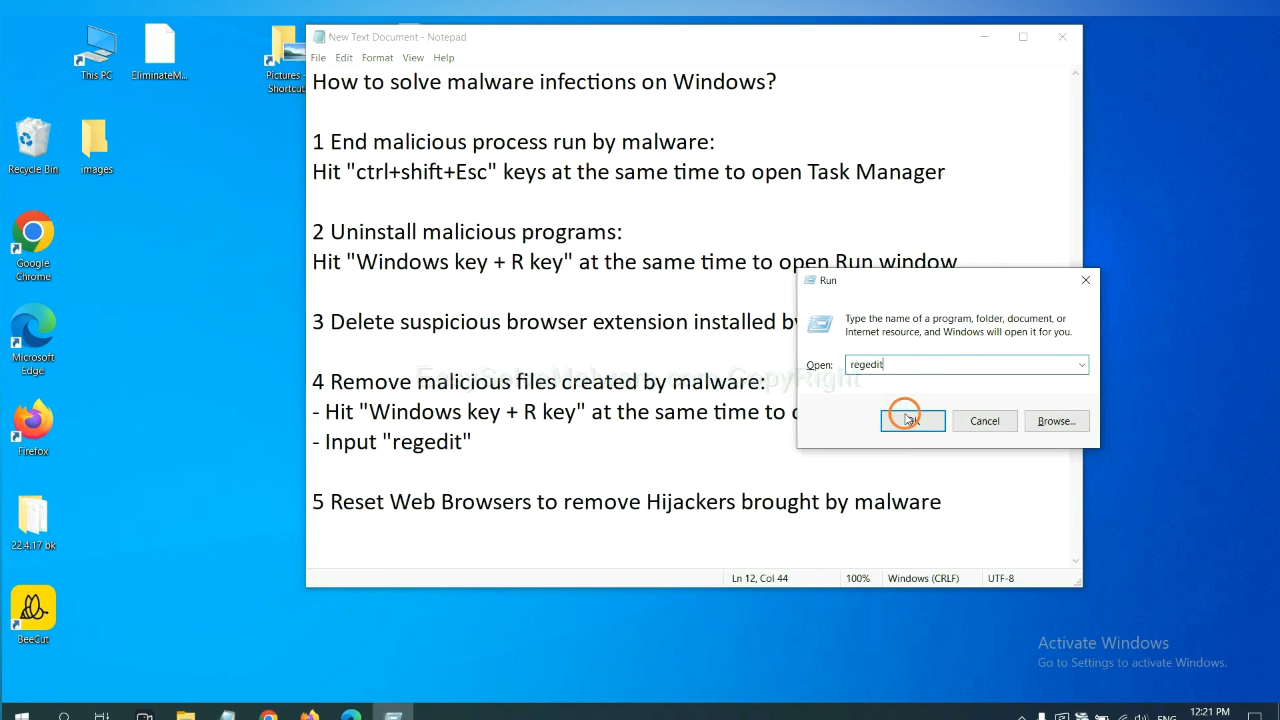 This PC
EliminateM...
Pictures -
Shortcut
Recycle Bin
images
Google
Chrome
Microsoft
Edge
Firefox
22.4.17 bk
BeeCut
New Text Document - Notepad
File Edit Format View Help
How to solve malware infections on Windows?
1 End malicious process run by malware:
Hit "ctrl+shift+Esc" keys at the same time to open Task Manager
2 Uninstall malicious programs:
Hit "Windows key + R key" at the same time to open Run window
3 Delete suspicious browser extension installed by
4 Remove malicious files created by malware:
- Hit "Windows key + R key" at the same time to
- Input "regedit"
5 Reset Web Browsers to remove Hijackers brought by malware
Ln 12, Col 44 100% Windows (CRLF) UTF-8
Run
Type the name of a program, folder, document, or
Internet resource, and Windows will open it for you.
Open: regedit
OK Cancel Browse...
CopyRight
Activate Windows
Go to Settings to activate Windows.
ENG 12:21 PM